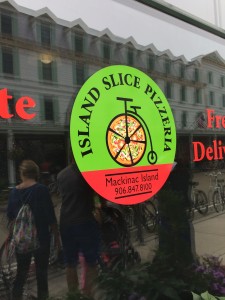 ISLAND SLICE PIZZERIA
Mackinac Island
906.847.8100
te
Fre
Deliv